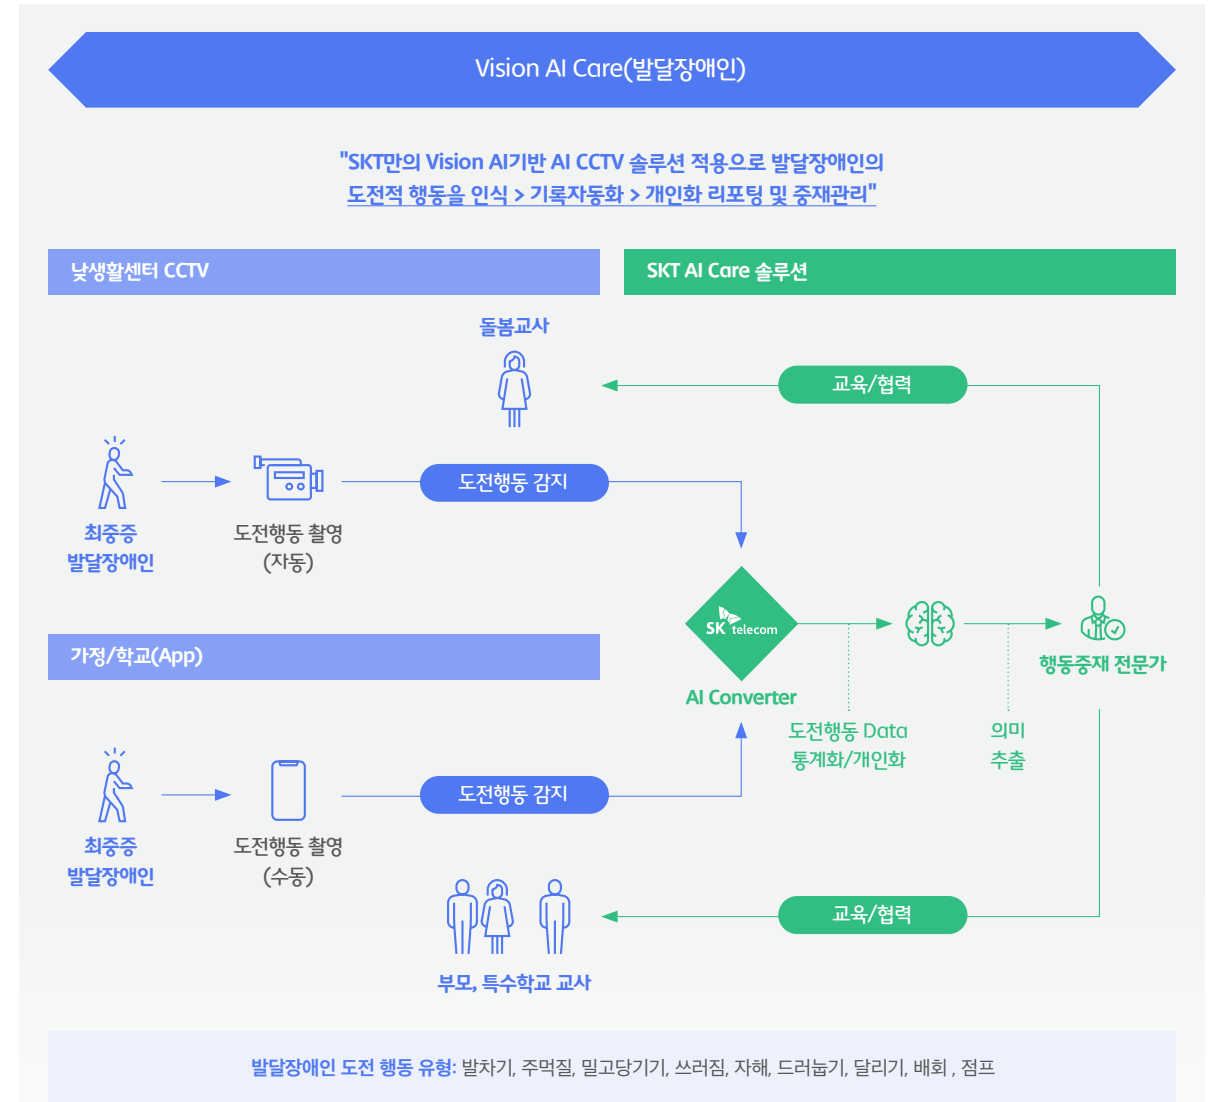 Vision AI Care(발달장애인)
"SKT만의 Vision AI기반 AI CCTV 솔루션 적용으로 발달장애인의
도전적 행동을 인식 > 기록자동화 > 개인화 리포팅 및 중재관리"
낮생활센터 CCTV
SKT AI Care 솔루션
돌봄교사
교육/협력
도전행동 감지
최중증
발달장애인
도전행동 촬영
(자동)
SK telecom
AI Converter
행동중재 전문가
도전행동 Data
통계화/개인화
의미
추출
가정/학교(App)
도전행동 감지
최중증
발달장애인
도전행동 촬영
(수동)
교육/협력
부모, 특수학교 교사
발달장애인 도전 행동 유형: 발차기, 주먹질, 밀고당기기, 쓰러짐, 자해, 드러눕기, 달리기, 배회 , 점프